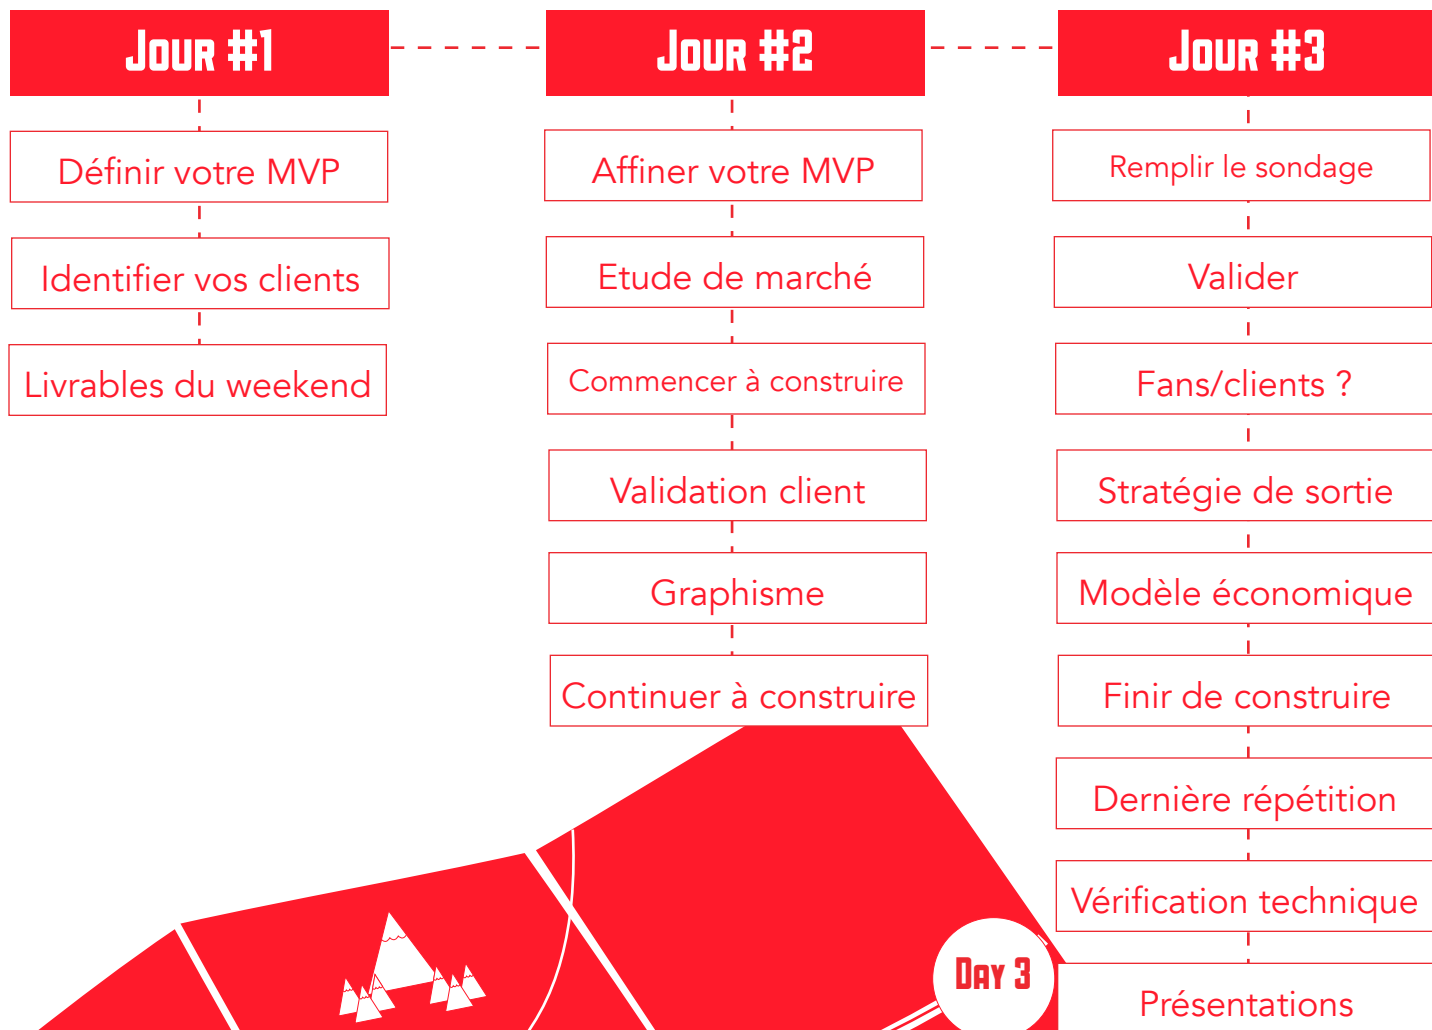 Jour #1
Définir votre MVP
Identifier vos clients
Livrables du weekend
Jour #2
Affiner votre MVP
Etude de marché
Commencer à construire
Validation client
Graphisme
Continuer à construire
Jour #3
Remplir le sondage
Valider
Fans/clients ?
Stratégie de sortie
Modèle économique
Finir de construire
Dernière répétition
Vérification technique
Présentations
Day 3